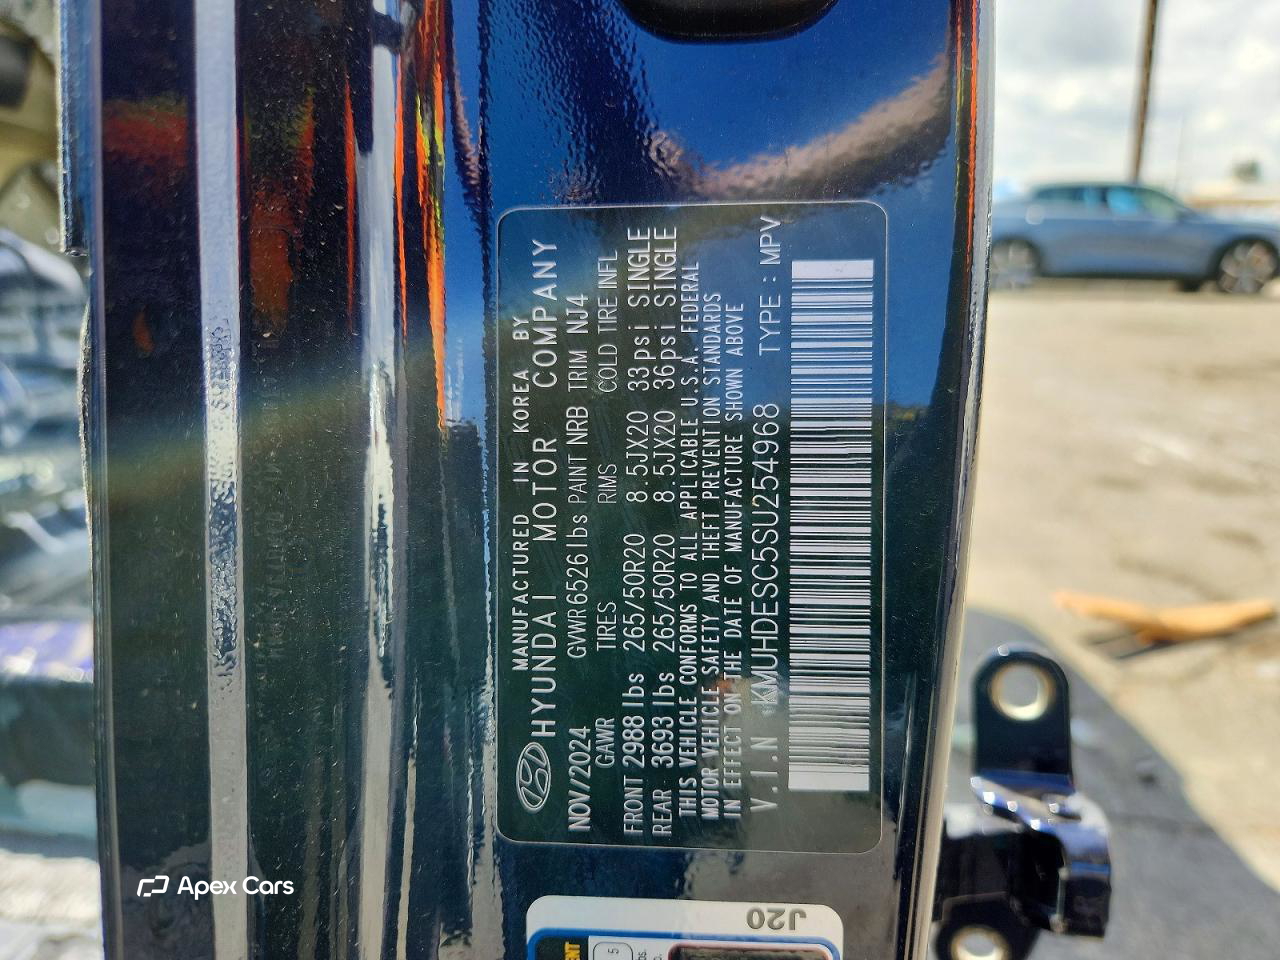 MANUFACTURED IN KOREA BY
HYUNDAI MOTOR COMPANY
NOV/2024 GVWR 6526 lbs PAINT NRB TRIM NJ4
GAWR TIRES RIMS COLD TIRE INFL
FRONT 2988 lbs 265/50R20 8.5JX20 33psi SINGLE
REAR 3693 lbs 265/50R20 8.5JX20 36psi SINGLE
THIS VEHICLE CONFORMS TO ALL APPLICABLE U.S.A. FEDERAL
MOTOR VEHICLE SAFETY AND THEFT PREVENTION STANDARDS
IN EFFECT ON THE DATE OF MANUFACTURE SHOWN ABOVE
V.I.N KMUHDESC5SU254968 TYPE : MPV
J20
5
Apex Cars